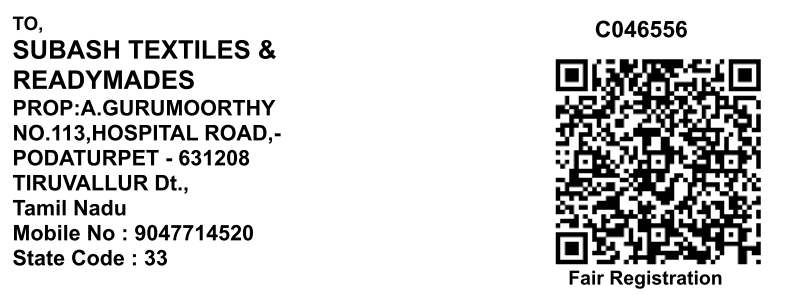 TO,
SUBASH TEXTILES &
READYMADES
PROP:A.GURUMOORTHY
NO.113,HOSPITAL ROAD,-
PODATURPET - 631208
TIRUVALLUR Dt.,
Tamil Nadu
Mobile No : 9047714520
State Code : 33
C046556
Fair Registration